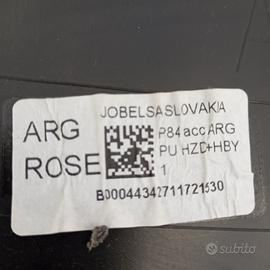 JOBELSA SLOVAKIA
ARG
ROSE
P84 acc ARG
PU HZD+HBY
1
B00044342711721530
subito